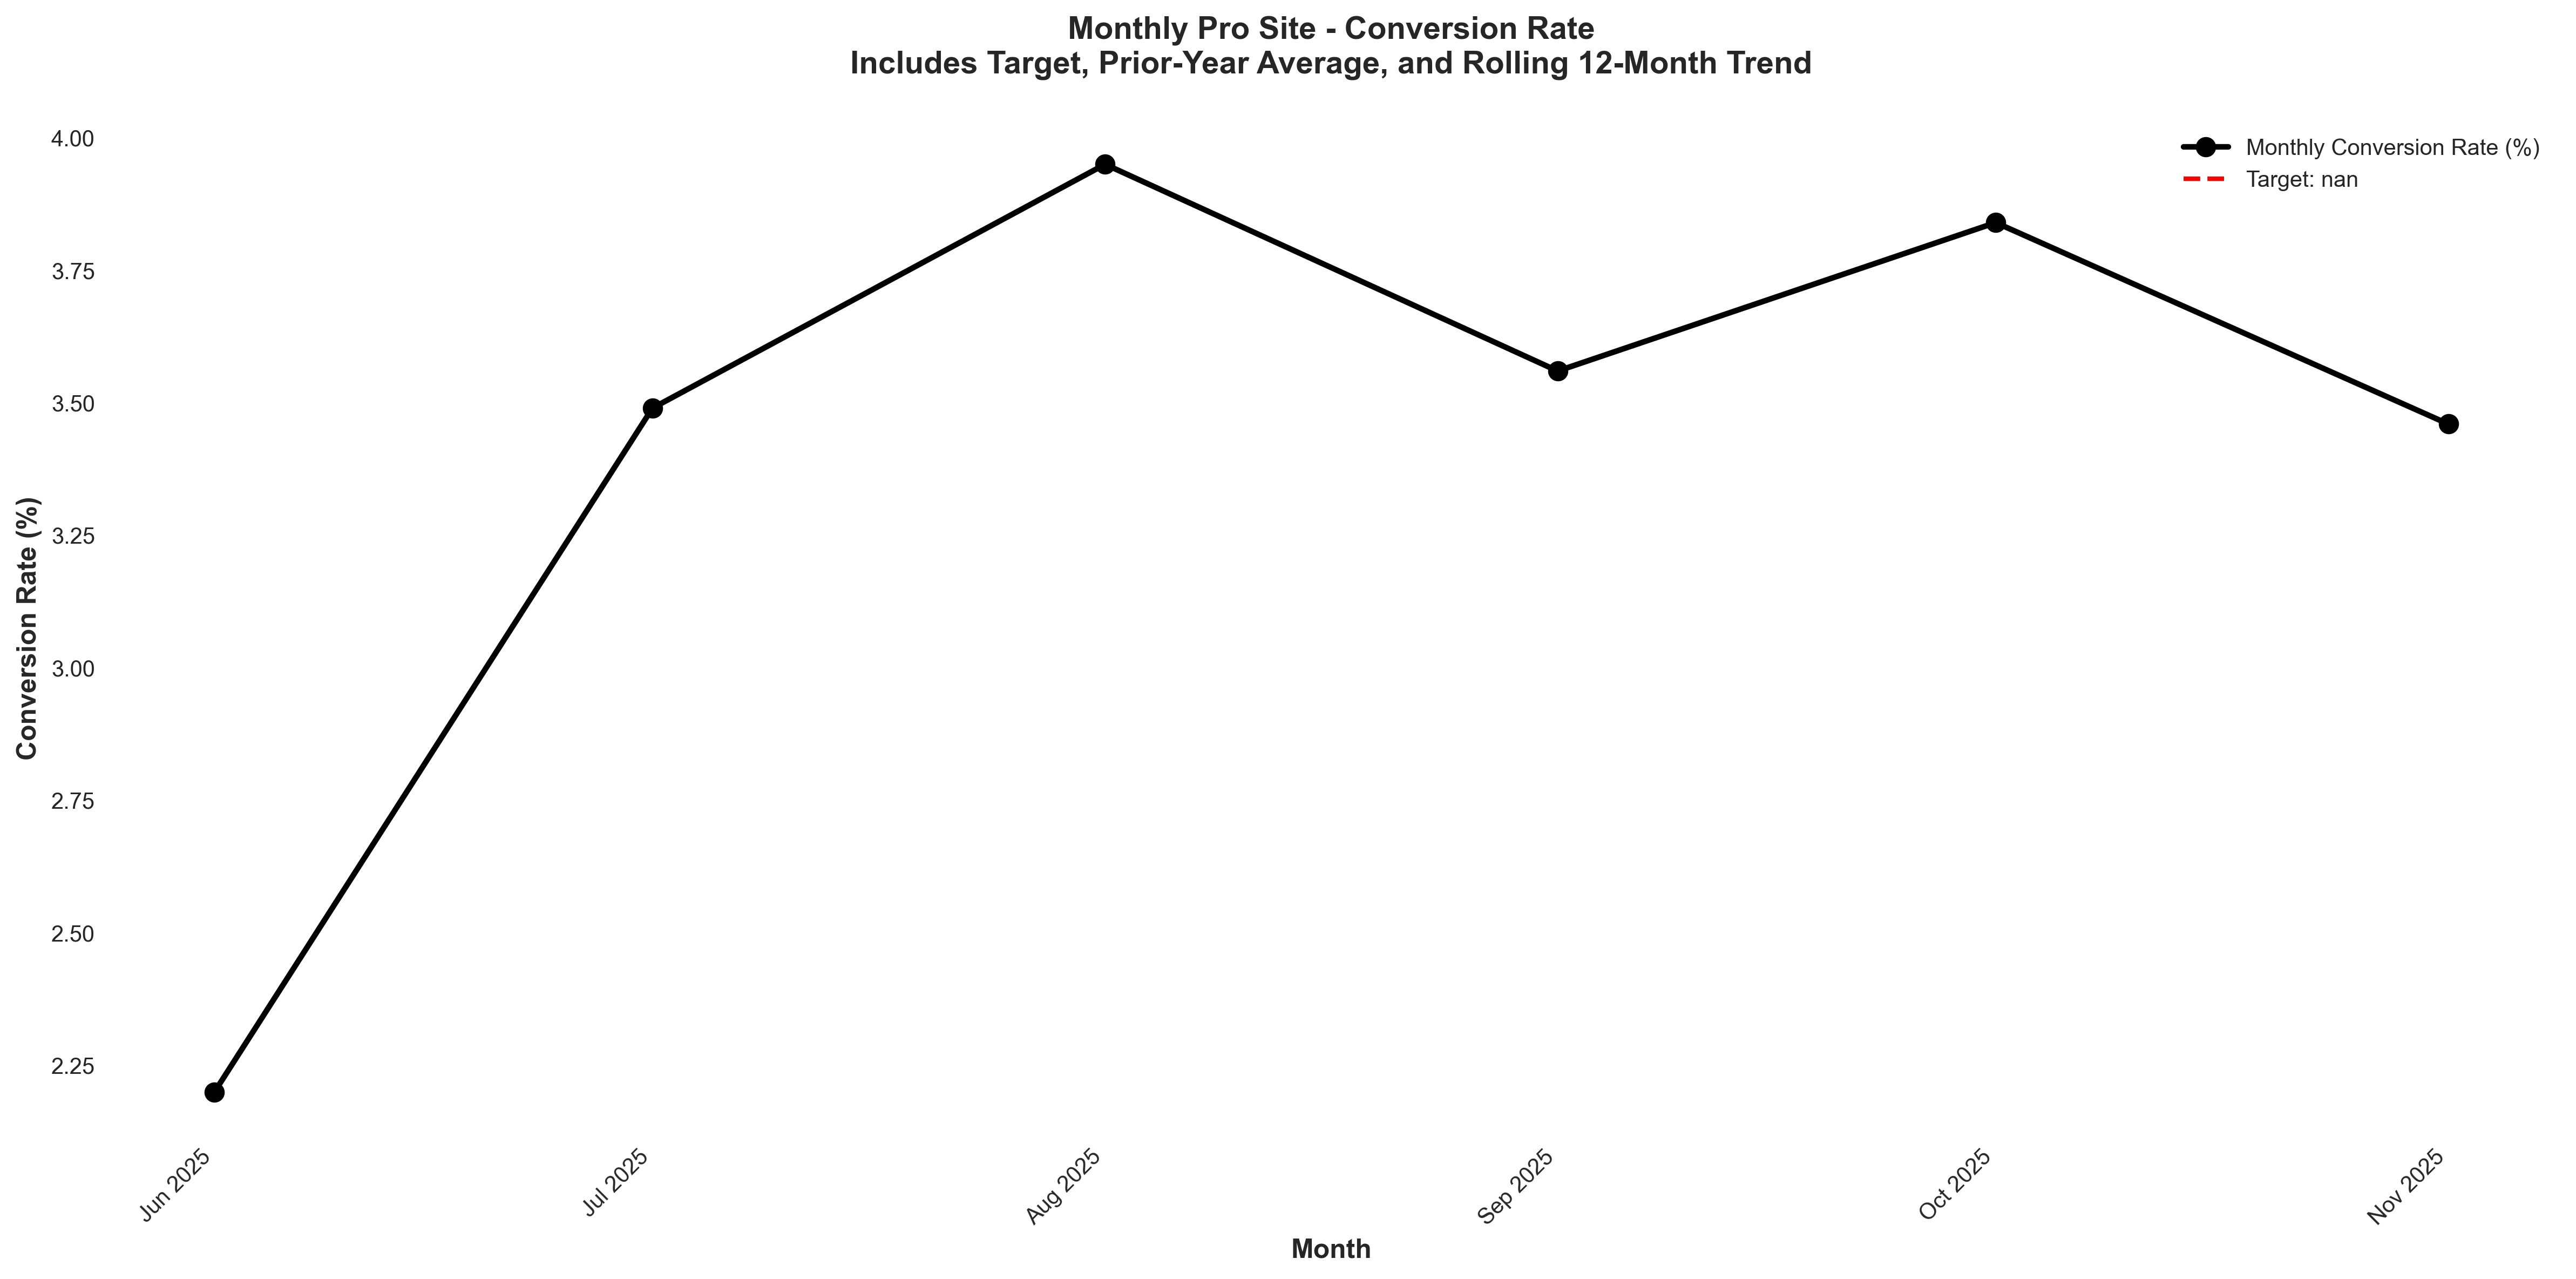 Monthly Pro Site - Conversion Rate
Includes Target, Prior-Year Average, and Rolling 12-Month Trend
Monthly Conversion Rate (%)
Target: nan
Conversion Rate (%)
4.00
3.75
3.50
3.25
3.00
2.75
2.50
2.25
Jun 2025
Jul 2025
Aug 2025
Sep 2025
Oct 2025
Nov 2025
Month